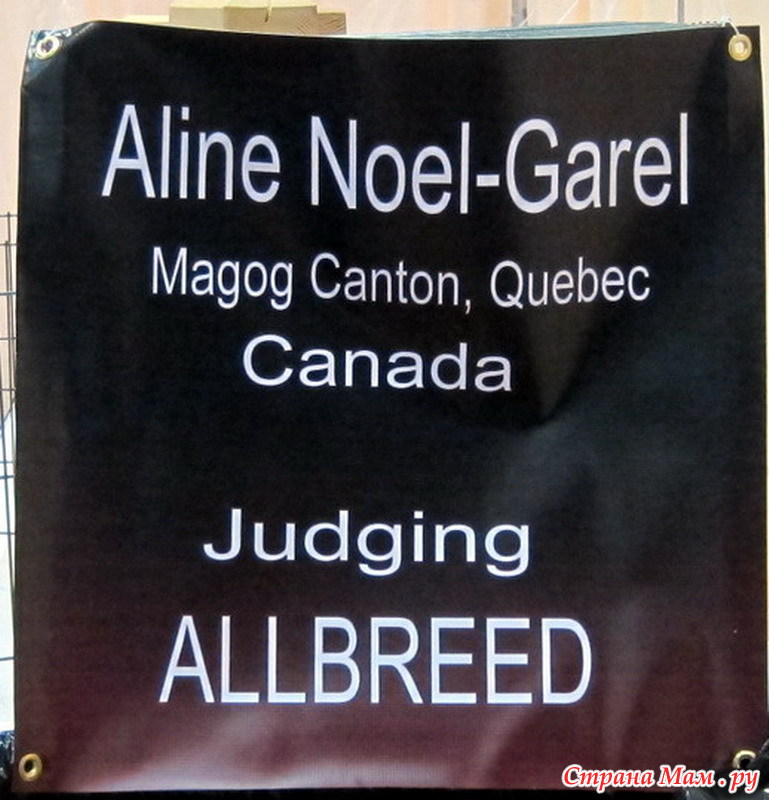 Aline Noel-Garel
Magog Canton, Quebec
Canada
Judging
ALLBREED
Страна Мам.ру